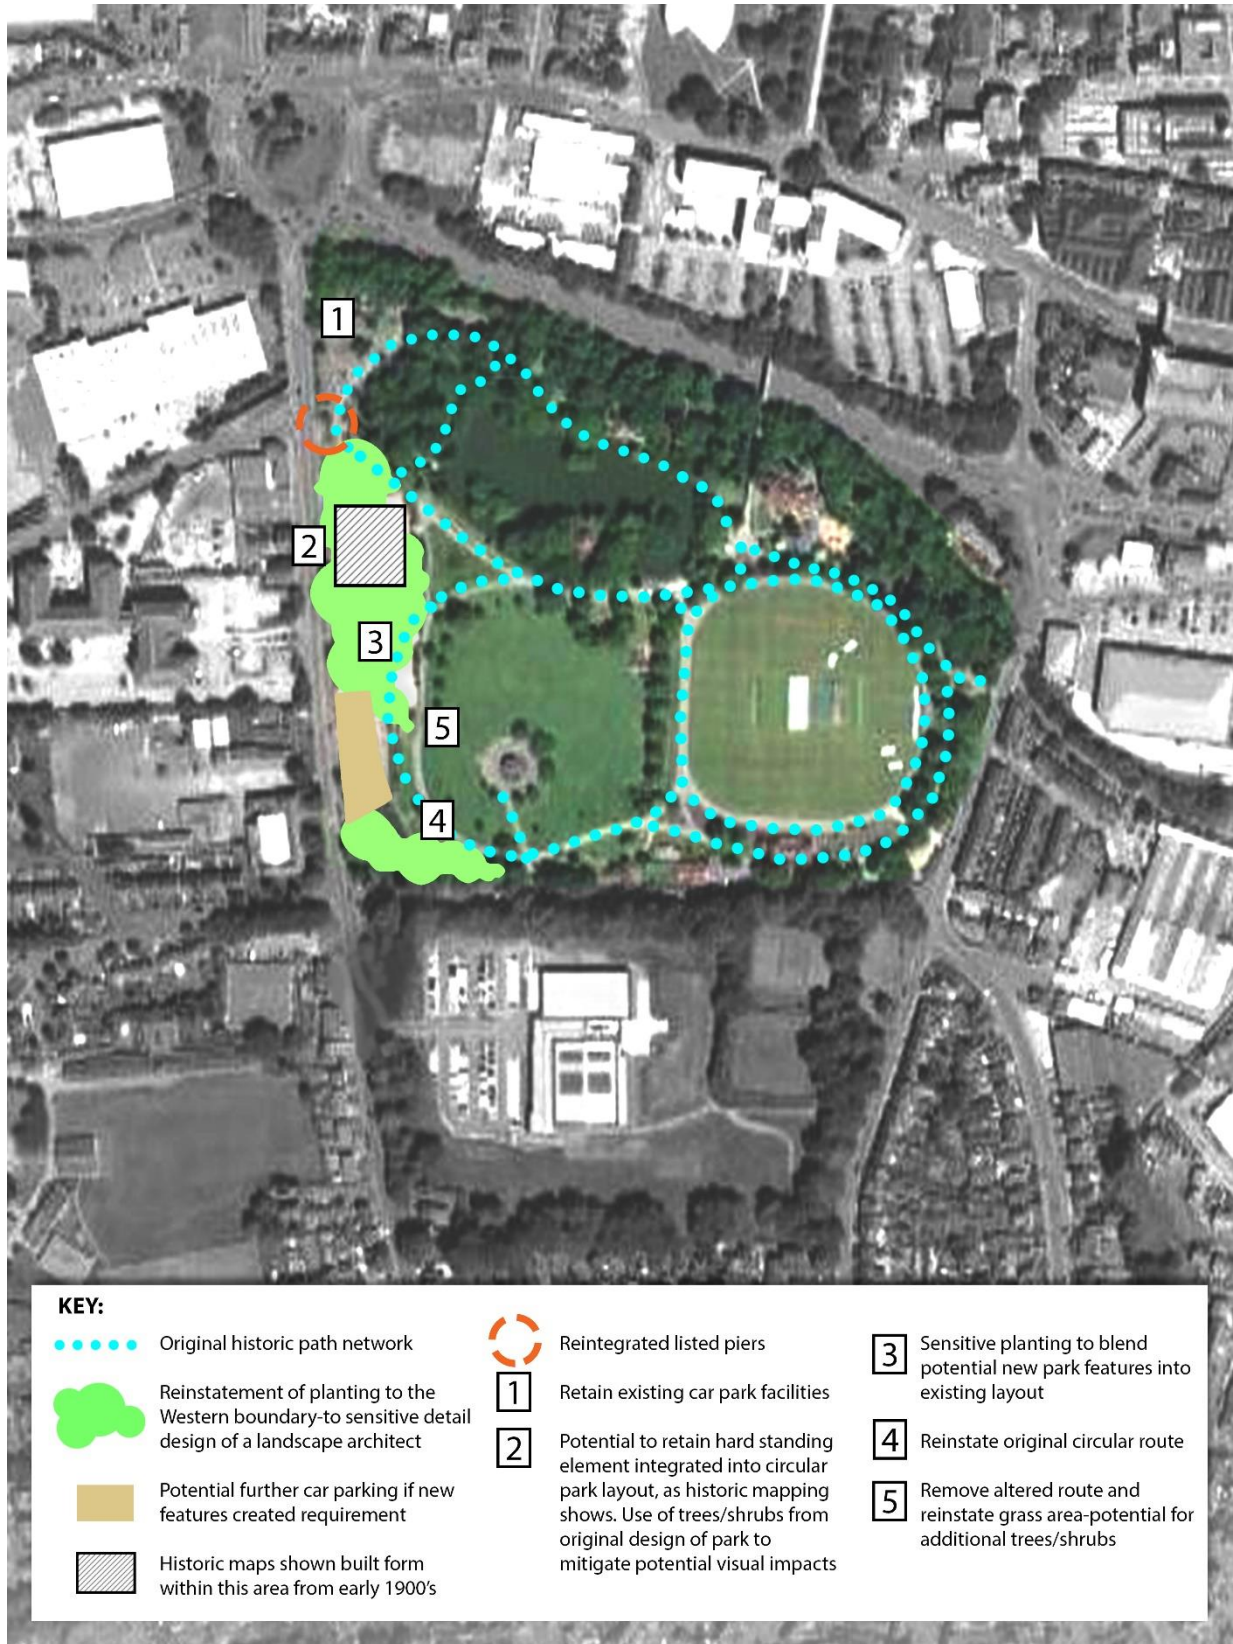 1
2
3
5
4
KEY:
Original historic path network
Reinstatement of planting to the
Western boundary-to sensitive detail
design of a landscape architect
Potential further car parking if new
features created requirement
Historic maps shown built form
within this area from early 1900's
Reintegrated listed piers
1
Retain existing car park facilities
2
Potential to retain hard standing
element integrated into circular
park layout, as historic mapping
shows. Use of trees/shrubs from
original design of park to
mitigate potential visual impacts
3
Sensitive planting to blend
potential new park features into
existing layout
4
Reinstate original circular route
5
Remove altered route and
reinstate grass area-potential for
additional trees/shrubs